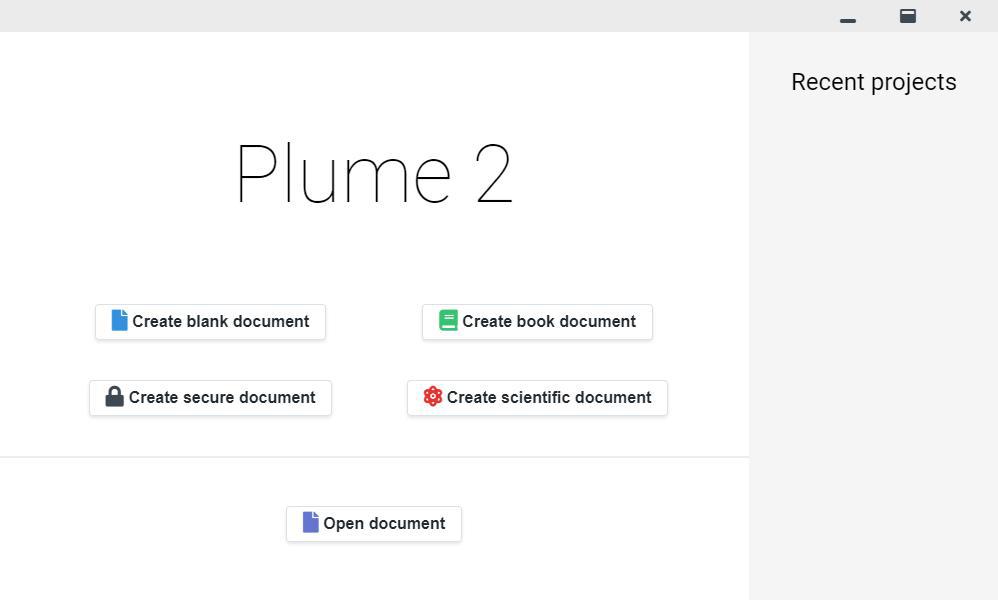 Recent projects
Plume 2
Create blank document
Create book document
Create secure document
Create scientific document
Open document